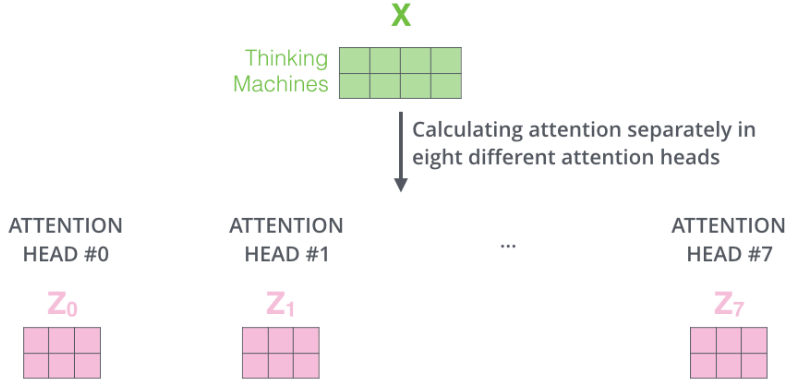 X
Thinking
Machines
Calculating attention separately in
eight different attention heads
ATTENTION
HEAD #0
ATTENTION
HEAD #1
...
ATTENTION
HEAD #7
Z0
Z1
Z7